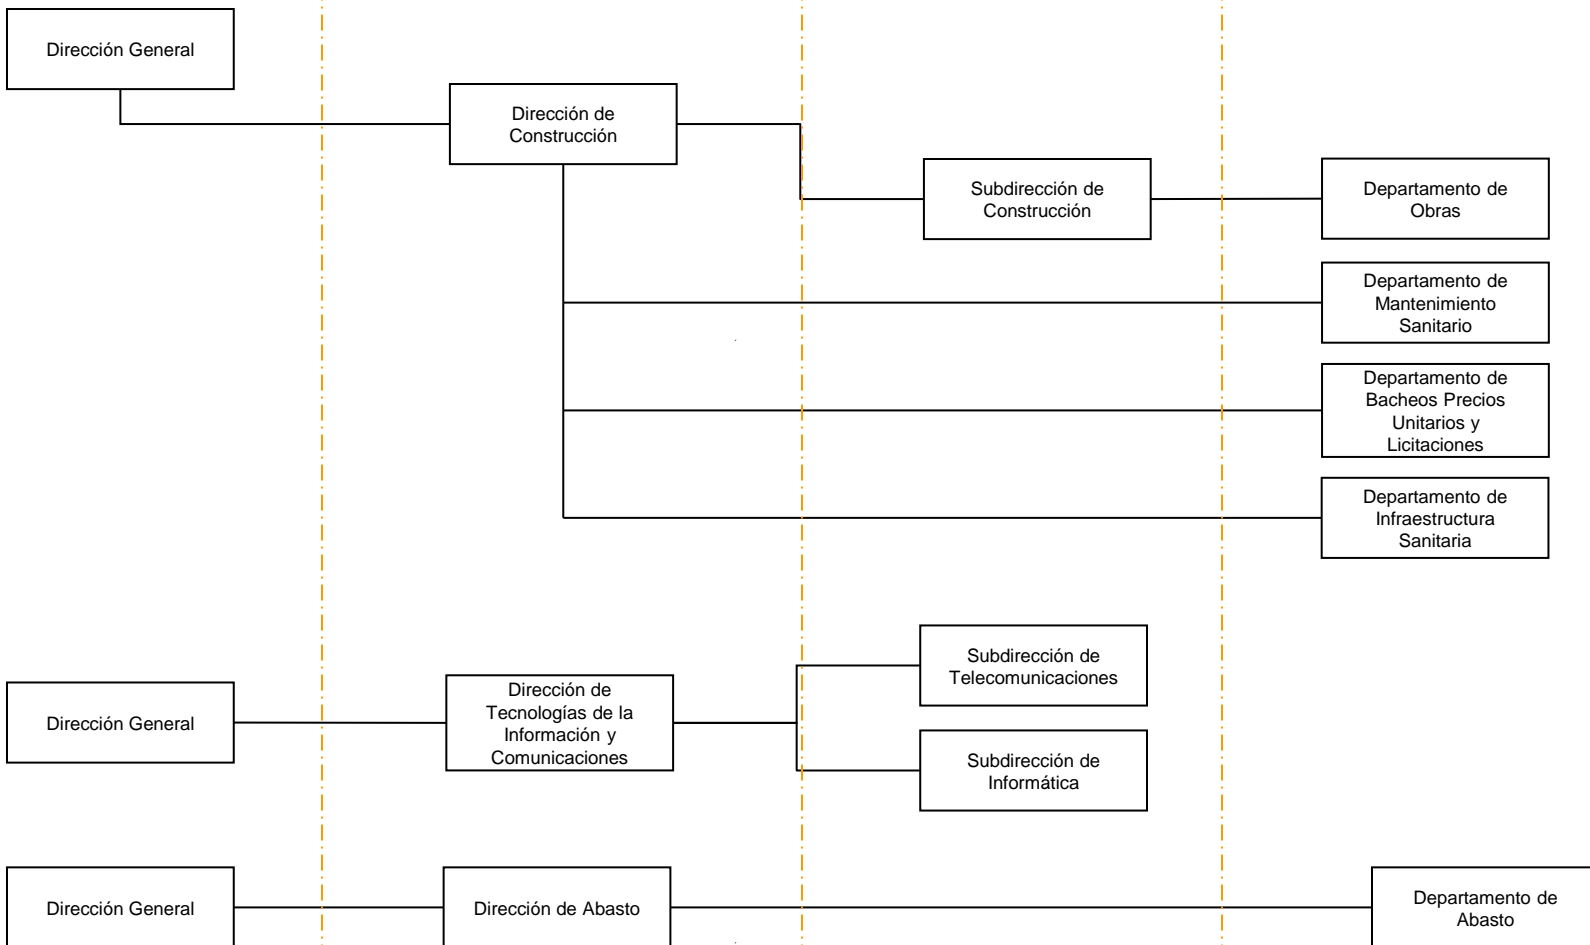 Dirección General
Dirección de
Construcción
Subdirección de
Construcción
Departamento de
Obras
Departamento de
Mantenimiento
Sanitario
Departamento de
Bacheos Precios
Unitarios y
Licitaciones
Departamento de
Infraestructura
Sanitaria
Dirección General
Dirección de
Tecnologías de la
Información y
Comunicaciones
Subdirección de
Telecomunicaciones
Subdirección de
Informática
Dirección General
Dirección de Abasto
Departamento de
Abasto